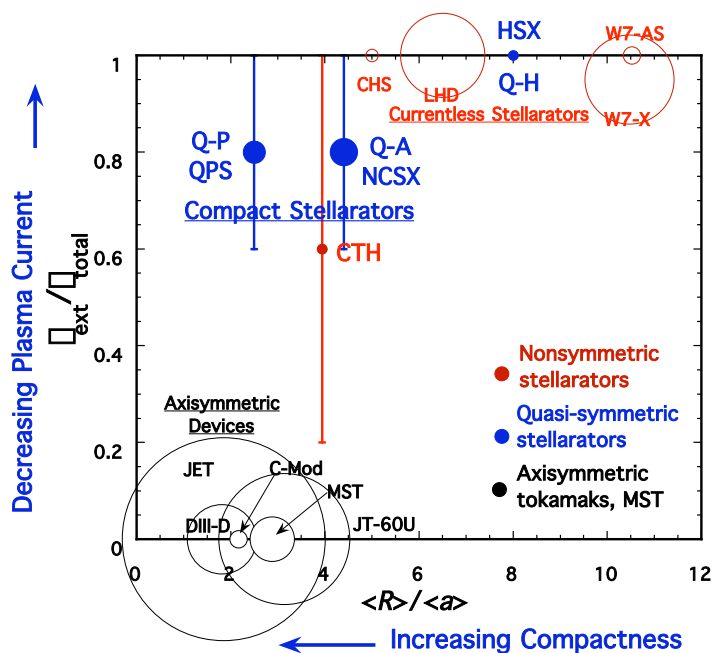 HSX
W7-AS
1
CHS
Q-H
LHD
Currentless Stellarators
W7-X
0.8
Q-P
QPS
Q-A
NCSX
Compact Stellarators
0.6
CTH
Decreasing Plasma Current
ext/ total
0.4
Nonsymmetric
stellarators
Axisymmetric
Devices
Quasi-symmetric
stellarators
0.2
JET
C-Mod
Axisymmetric
tokamaks, MST
MST
DIII-D
JT-60U
0
0
2
4
6
8
10
12
<R>/<a>
Increasing Compactness